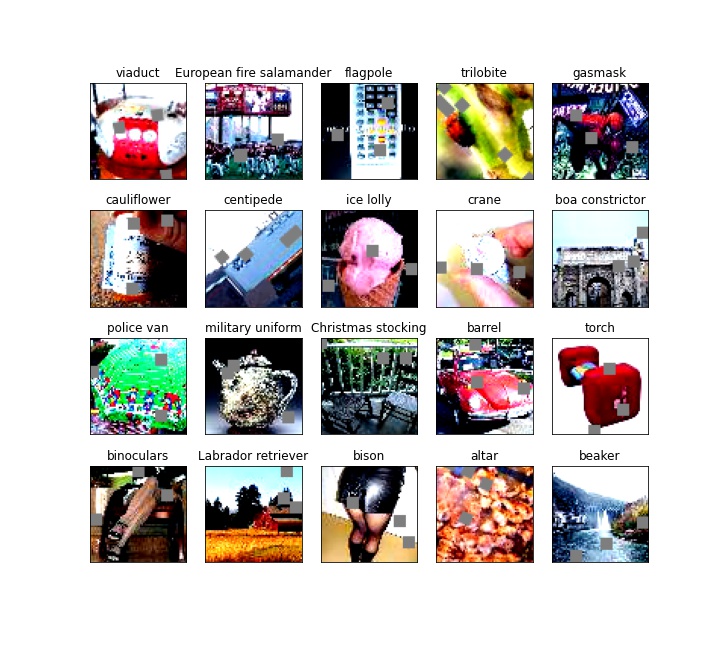 viaduct European fire salamander flagpole trilobite gasmask
cauliflower centipede ice lolly crane boa constrictor
police van military uniform Christmas stocking barrel torch
binoculars Labrador retriever bison altar beaker